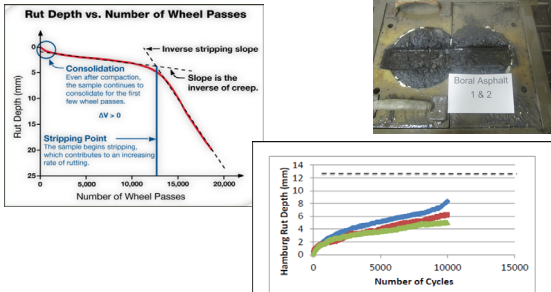 Rut Depth vs. Number of Wheel Passes
0
5
10
15
20
25
Rut Depth (mm)
Inverse stripping slope
Slope is the
inverse of creep.
Consolidation
Even after compaction,
the sample continues to
consolidate for the first
few wheel passes.
ΔV > 0
Stripping Point
The sample begins stripping,
which contributes to an increasing
rate of rutting.
0
5,000
10,000
15,000
20,000
Number of Wheel Passes
Boral Asphalt
1 & 2
Hamburg Rut Depth (mm)
14
12
10
8
6
4
2
0
0
5000
10000
15000
Number of Cycles